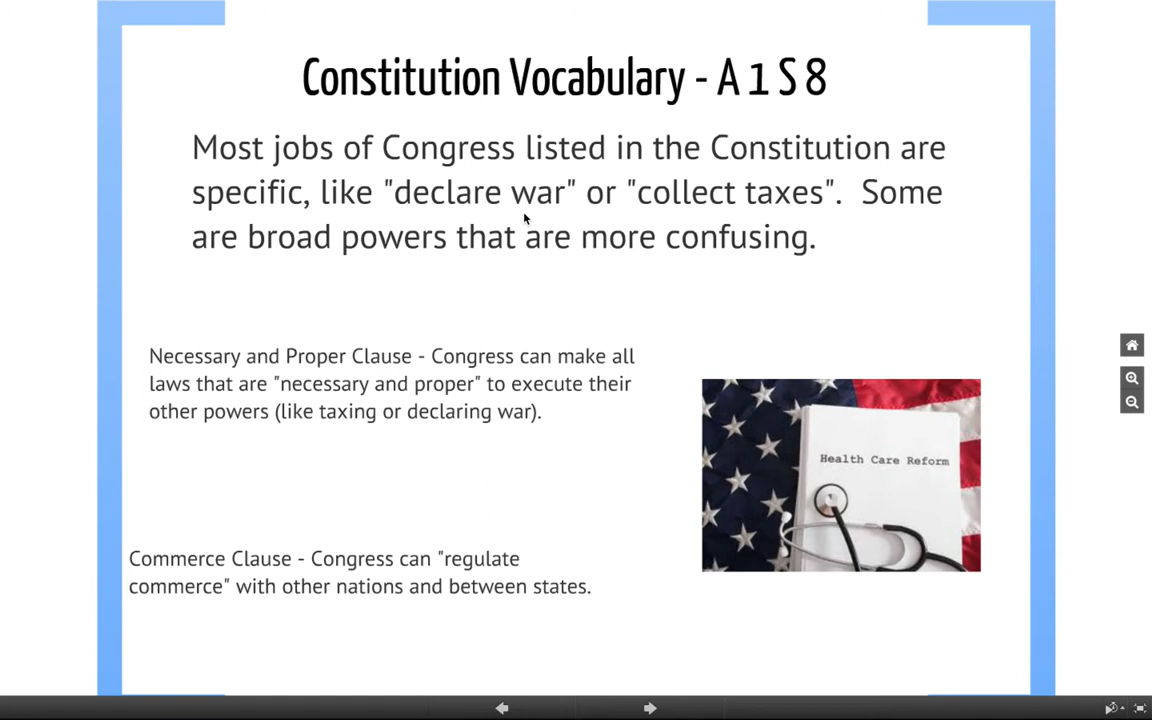 Constitution Vocabulary - A 1 S 8
Most jobs of Congress listed in the Constitution are
specific, like "declare war" or "collect taxes".  Some
are broad powers that are more confusing.
Necessary and Proper Clause - Congress can make all
laws that are "necessary and proper" to execute their
other powers (like taxing or declaring war).
Health Care Reform
Commerce Clause - Congress can "regulate
commerce" with other nations and between states.